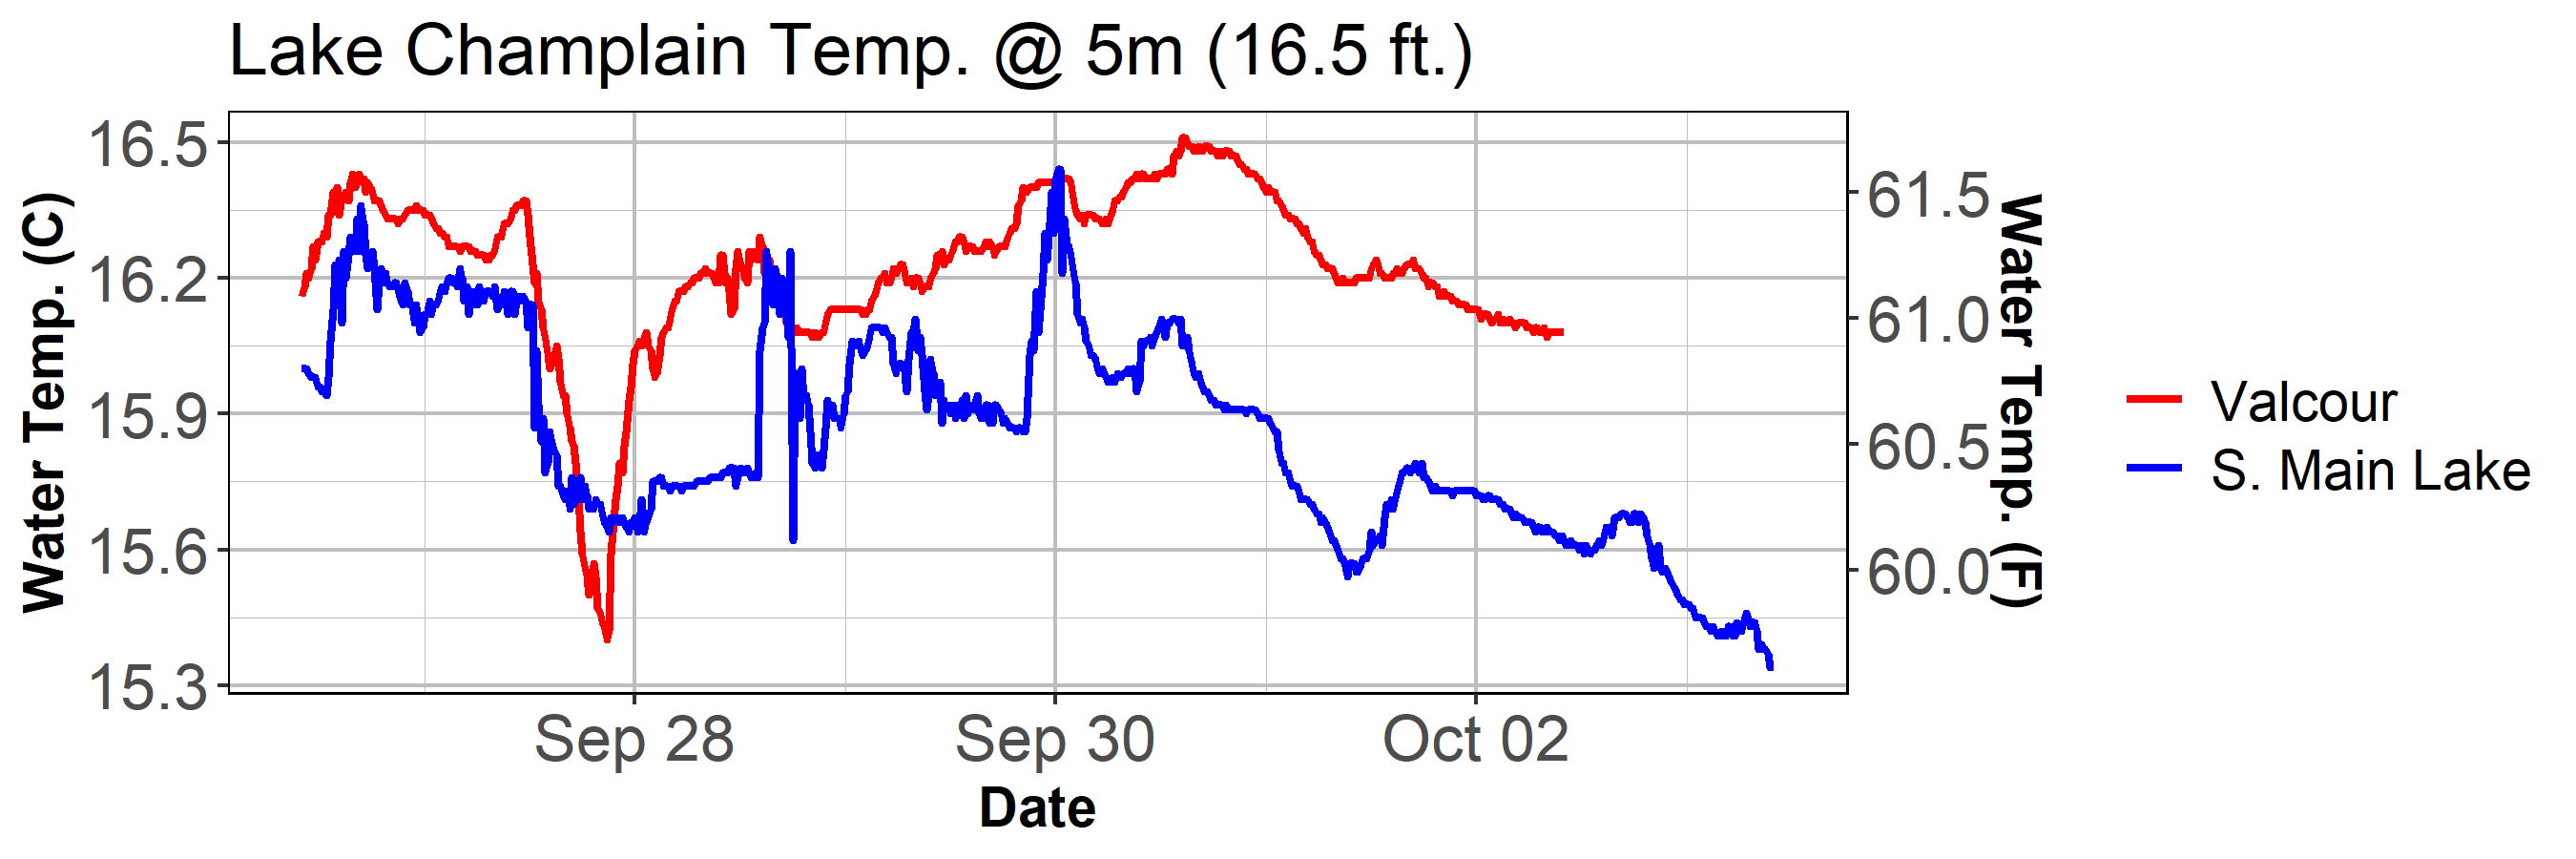 Lake Champlain Temp. @ 5m (16.5 ft.)
Water Temp. (C)
16.5
16.2
15.9
15.6
15.3
61.5
61.0
60.5
60.0
Water Temp. (F)
Sep 28
Sep 30
Oct 02
Date
Valcour
S. Main Lake